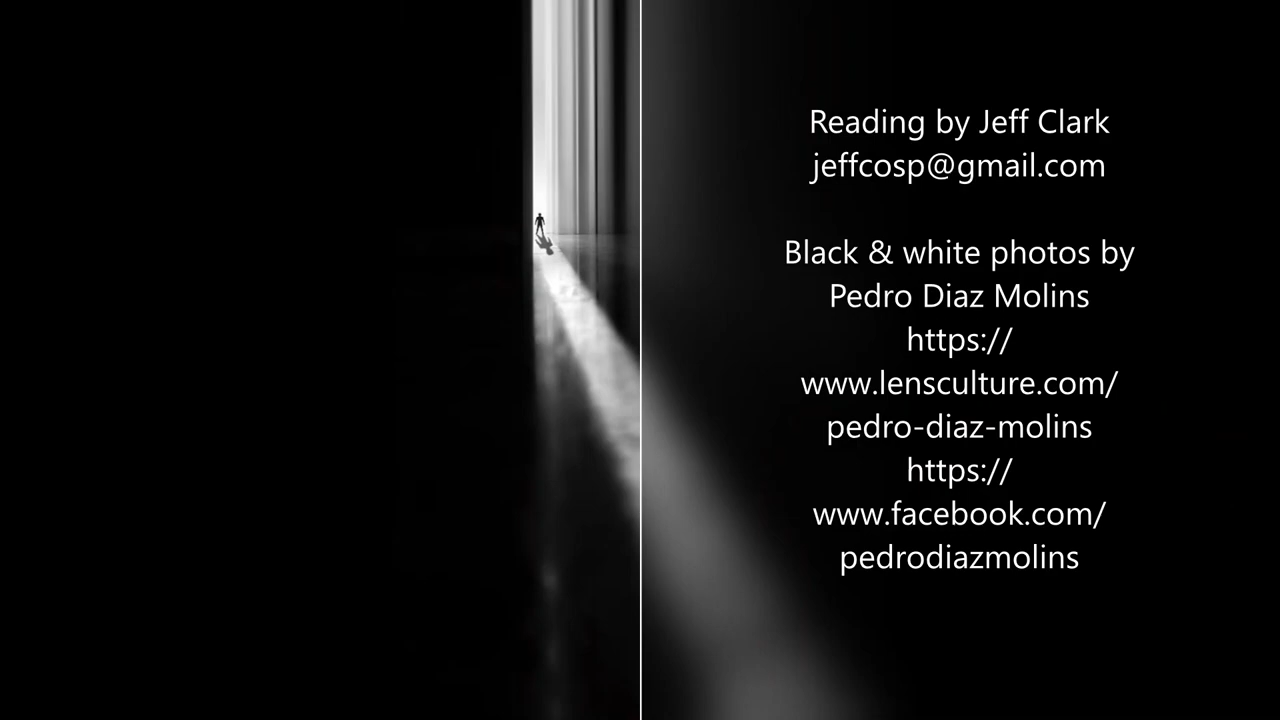 Reading by Jeff Clark
jeffcosp@gmail.com
Black & white photos by
Pedro Diaz Molins
https://
www.lensculture.com/
pedro-diaz-molins
https://
www.facebook.com/
pedrodiazmolins